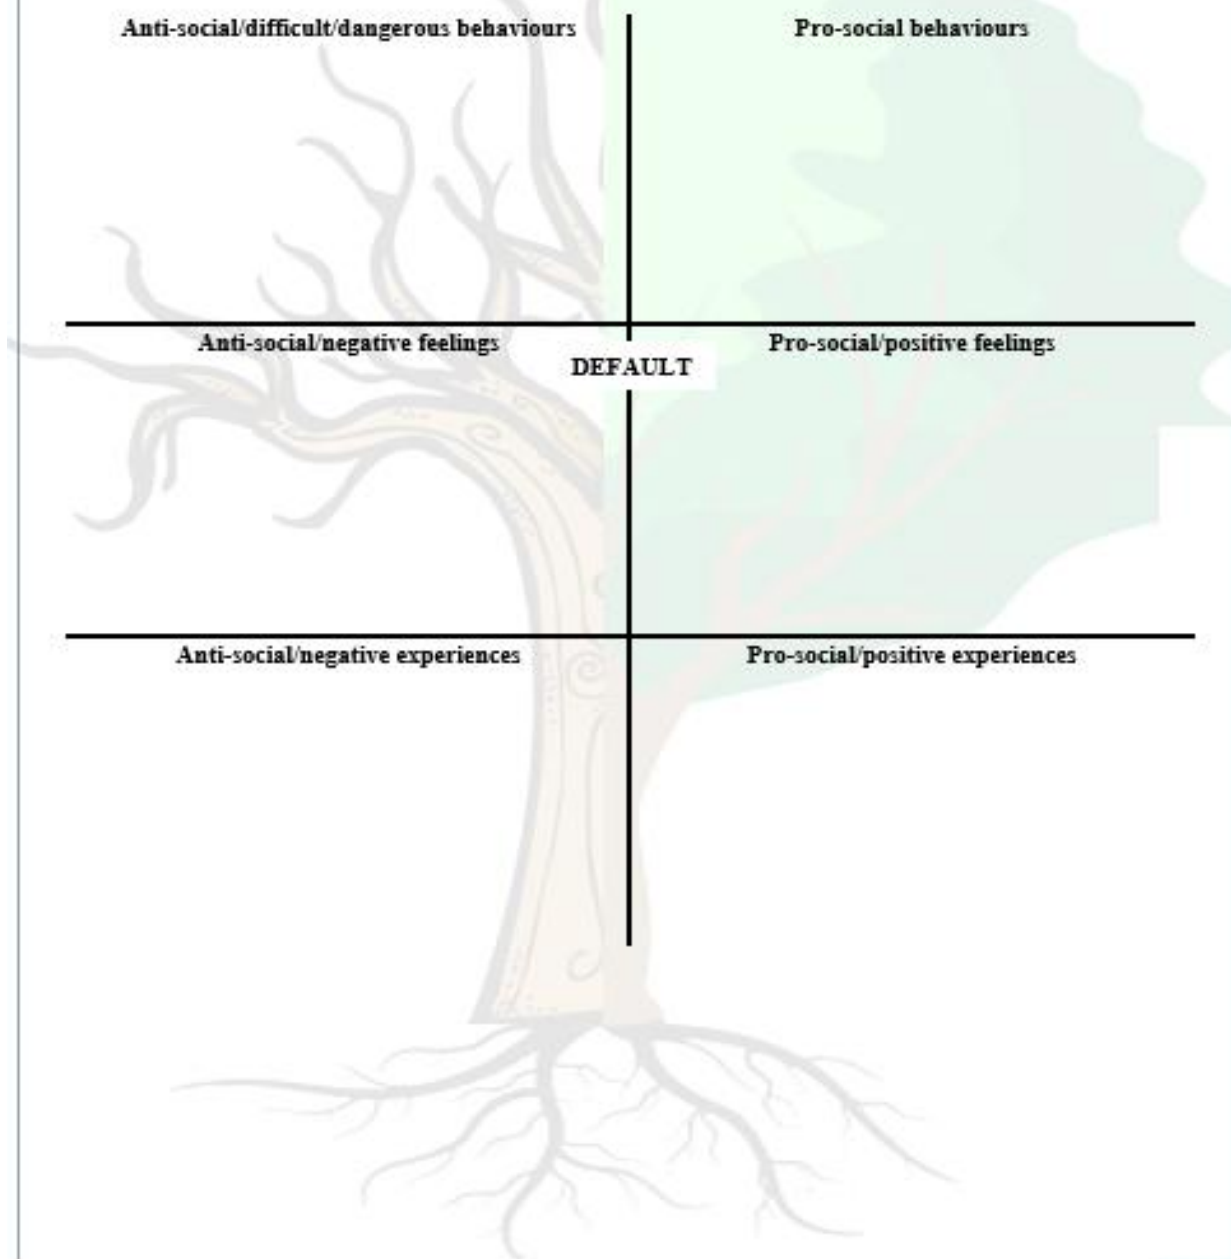 Anti-social/difficult/dangerous behaviours
Pro-social behaviours
Anti-social/negative feelings
Pro-social/positive feelings
DEFAULT
Anti-social/negative experiences
Pro-social/positive experiences